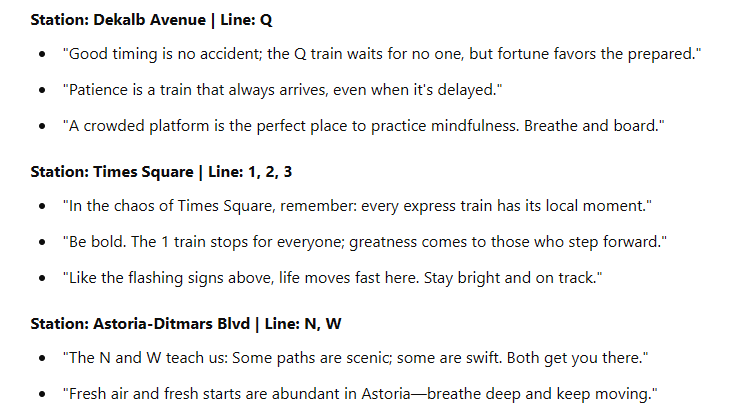 Station: Dekalb Avenue | Line: Q
"Good timing is no accident; the Q train waits for no one, but fortune favors the prepared."
"Patience is a train that always arrives, even when it's delayed."
"A crowded platform is the perfect place to practice mindfulness. Breathe and board."
Station: Times Square | Line: 1, 2, 3
"In the chaos of Times Square, remember: every express train has its local moment."
"Be bold. The 1 train stops for everyone; greatness comes to those who step forward."
"Like the flashing signs above, life moves fast here. Stay bright and on track."
Station: Astoria-Ditmars Blvd | Line: N, W
"The N and W teach us: Some paths are scenic; some are swift. Both get you there."
"Fresh air and fresh starts are abundant in Astoria—breathe deep and keep moving."